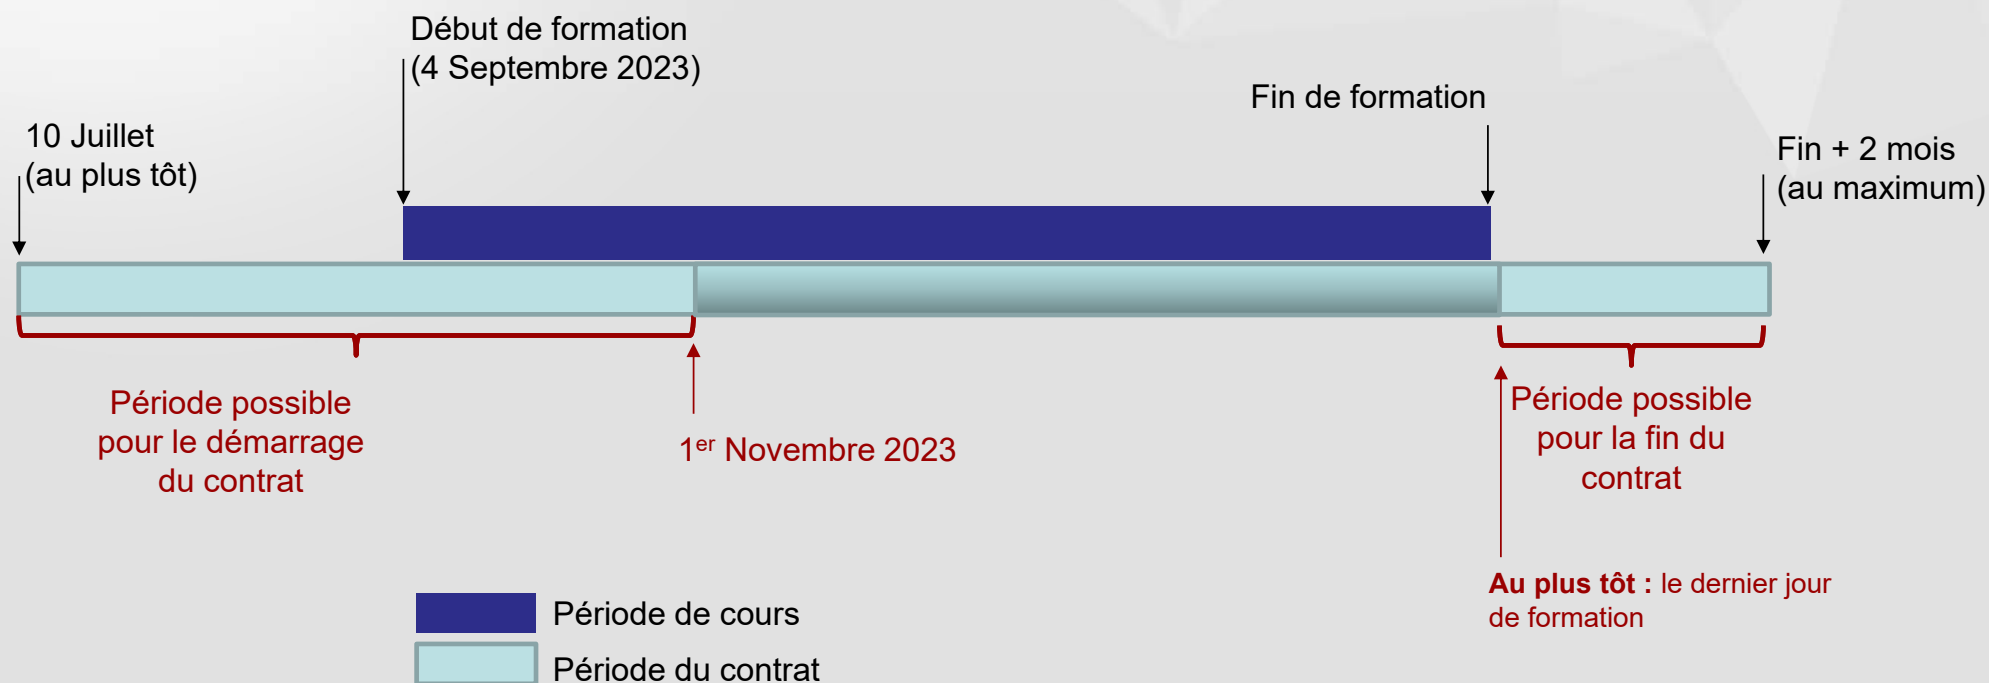 Début de formation
(4 Septembre 2023)
Fin de formation
10 Juillet
(au plus tôt)
Fin + 2 mois
(au maximum)
Période possible
pour le démarrage
du contrat
1er Novembre 2023
Période possible
pour la fin du
contrat
Au plus tôt : le dernier jour
de formation
Période de cours
Période du contrat